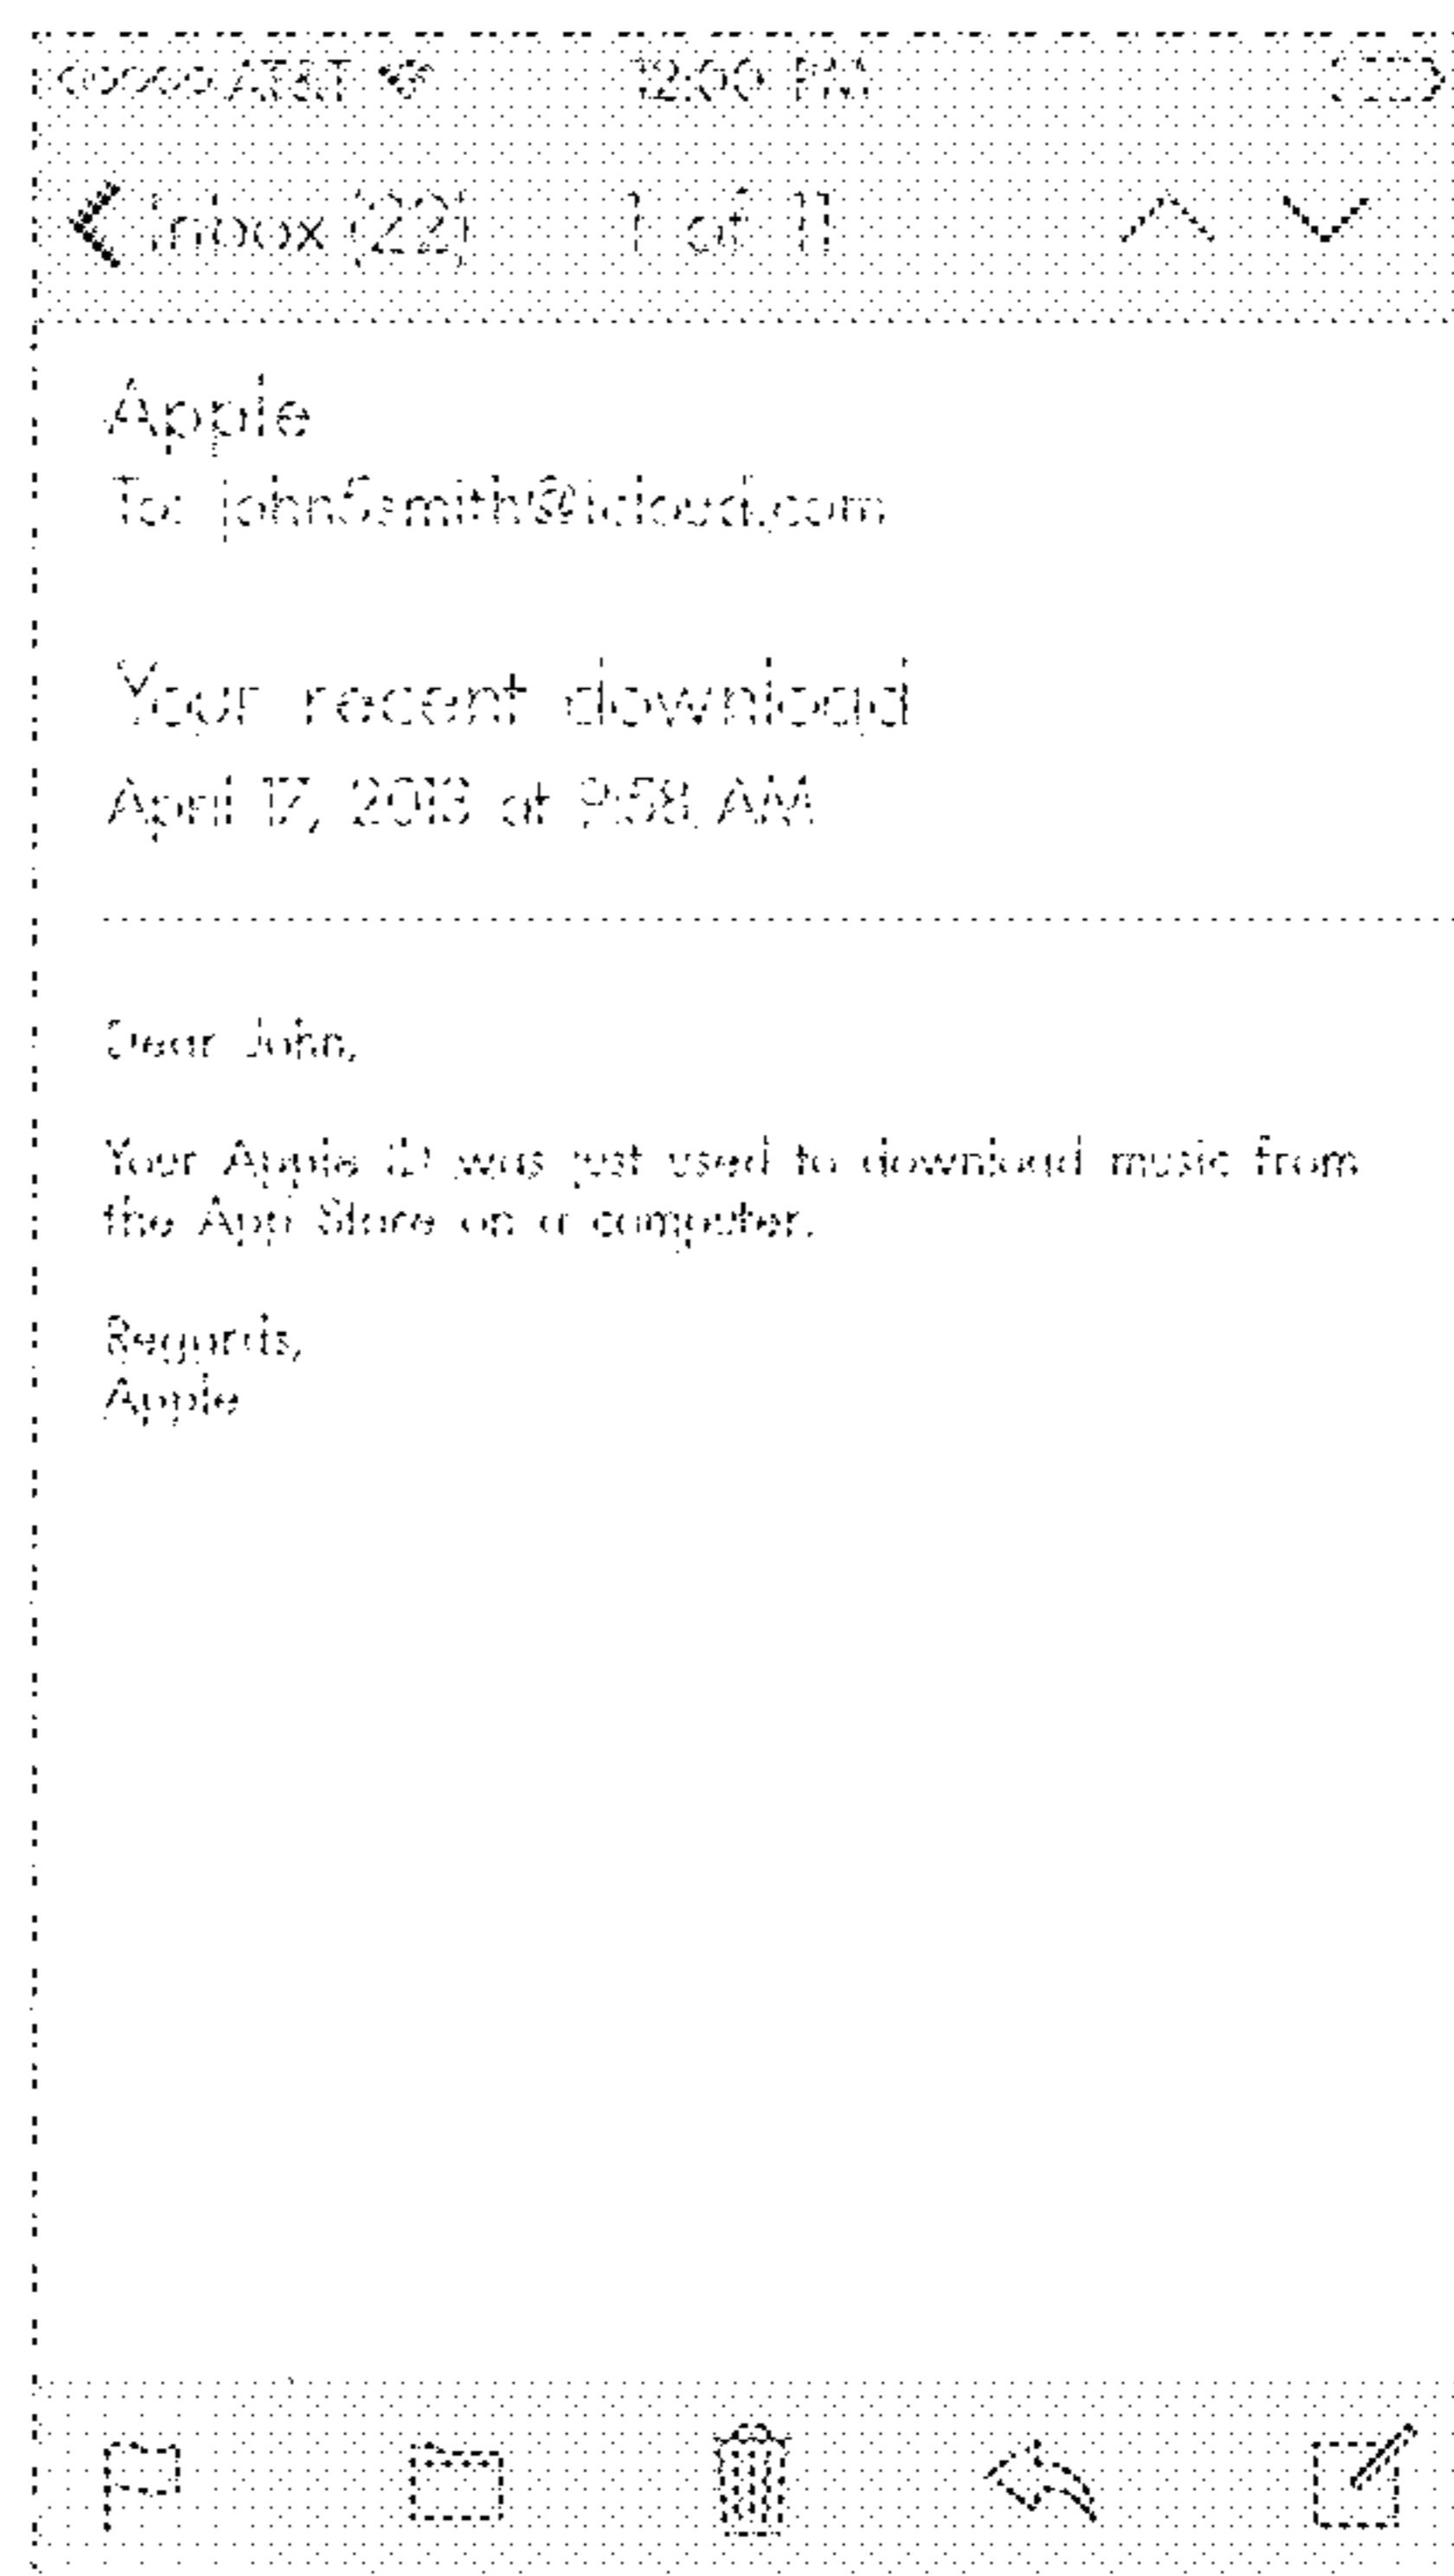 AT&T 12:00 PM
Inbox (22) 1 of 11
Apple
To: johnSsmith@icloud.com
Your recent download
April 17, 2013 at 9:58 AM
Dear John,
Your Apple ID was just used to download music from
the App Store on a computer.
Regards,
Apple